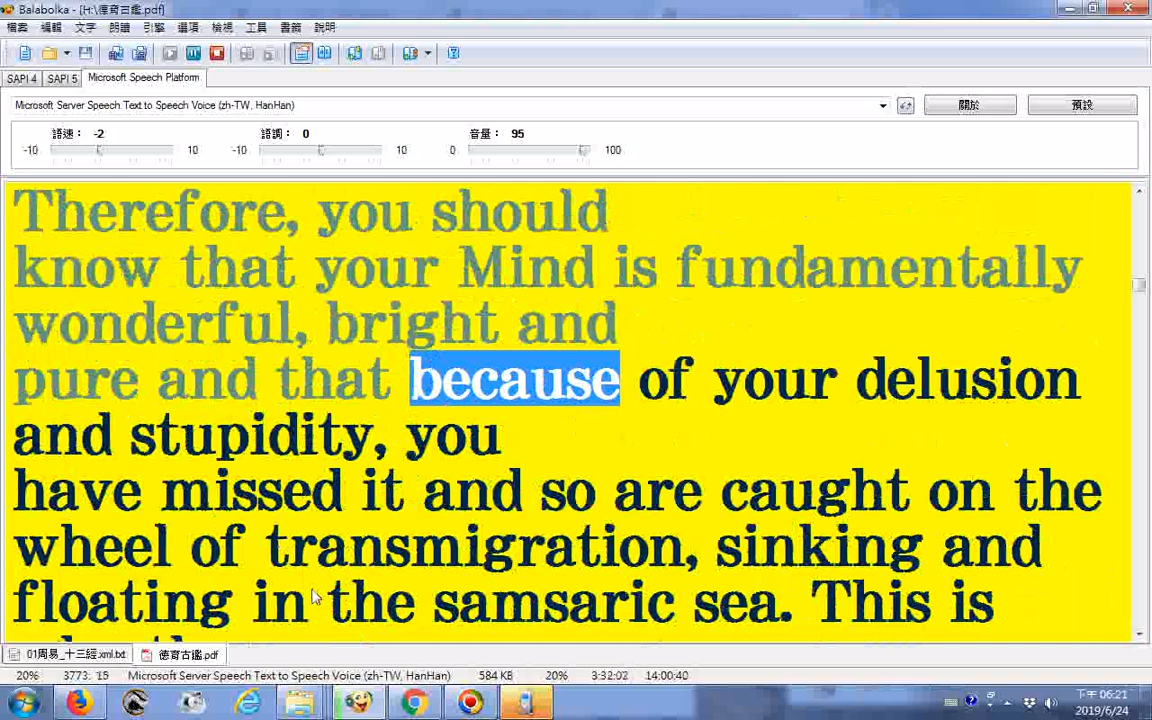 Balabolka - [H:\德育古鑑.pdf]
檔案 編輯 文字 朗讀 引擎 選項 檢視 工具 書籤 說明
SAPI 4 SAPI 5 Microsoft Speech Platform
Microsoft Server Speech Text to Speech Voice (zh-TW, HanHan) 關於 預設
語速： -2 語調： 0 音量： 95
-10 10 -10 10 0 100
Therefore, you should
know that your Mind is fundamentally
wonderful, bright and
pure and that because of your delusion
and stupidity, you
have missed it and so are caught on the
wheel of transmigration, sinking and
floating in the samsaric sea. This is
01周易_十三經.xml.txt 德育古鑑.pdf
20% 3773: 15 Microsoft Server Speech Text to Speech Voice (zh-TW, HanHan) 584 KB 20% 3:32:02 14:00:40
下午 06:21
2019/6/24